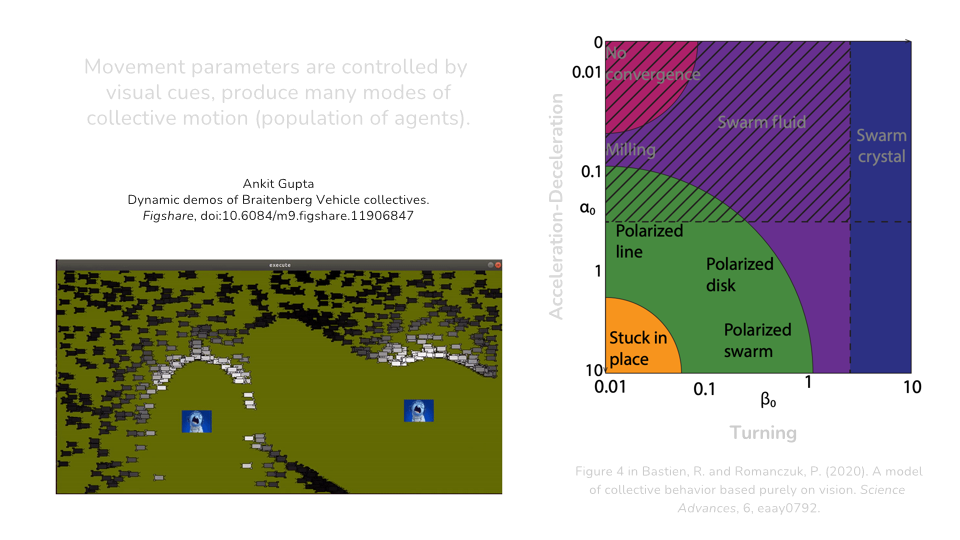 Movement parameters are controlled by
visual cues, produce many modes of
collective motion (population of agents).
Ankit Gupta
Dynamic demos of Braitenberg Vehicle collectives.
Figshare, doi:10.6084/m9.figshare.11906847
execute
Acceleration-Deceleration
0
0.01
0.1
α₀
1
10
No
convergence
Swarm fluid
Milling
Swarm
crystal
Polarized
line
Polarized
disk
Polarized
swarm
Stuck in
place
0.01
0.1
1
10
β₀
Turning
Figure 4 in Bastien, R. and Romanczuk, P. (2020). A model
of collective behavior based purely on vision. Science
Advances, 6, eaay0792.